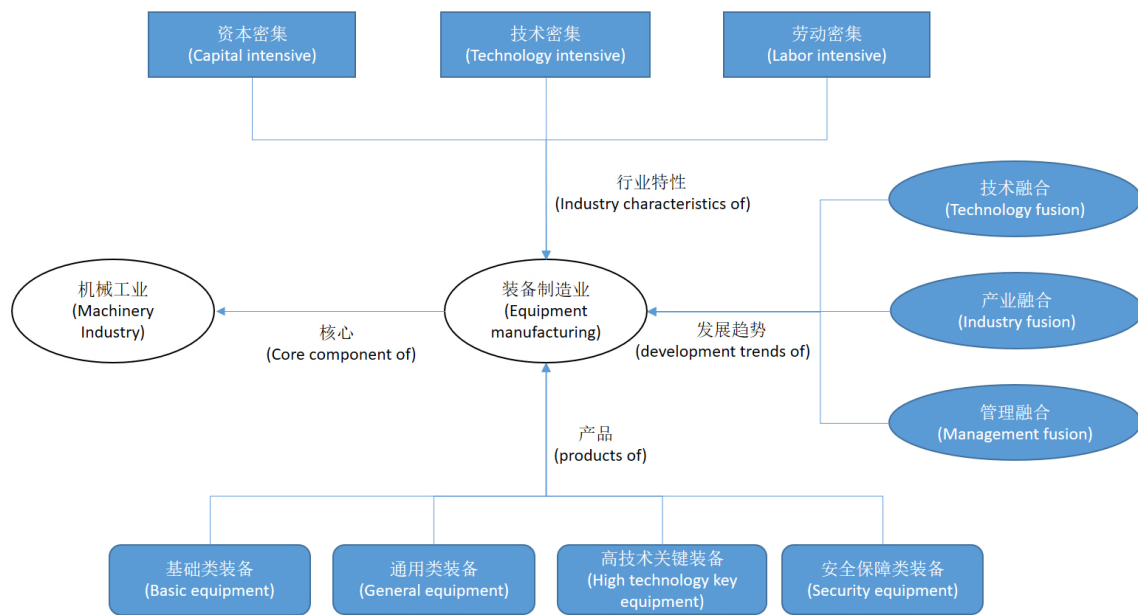 资本密集
(Capital intensive)
技术密集
(Technology intensive)
劳动密集
(Labor intensive)
行业特性
(Industry characteristics of)
技术融合
(Technology fusion)
机械工业
(Machinery
Industry)
核心
(Core component of)
装备制造业
(Equipment
manufacturing)
发展趋势
(development trends of)
产业融合
(Industry fusion)
管理融合
(Management fusion)
产品
(products of)
基础类装备
(Basic equipment)
通用类装备
(General equipment)
高技术关键装备
(High technology key
equipment)
安全保障类装备
(Security equipment)